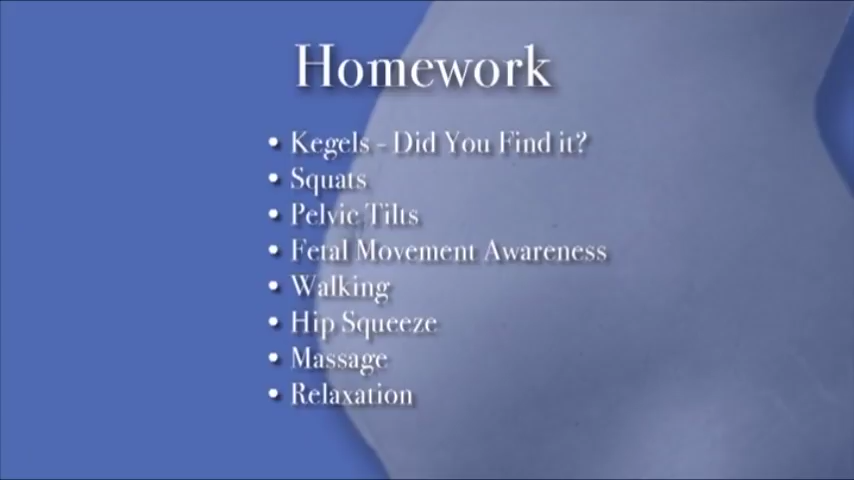 Homework
• Kegels - Did You Find it?
• Squats
• Pelvic Tilts
• Fetal Movement Awareness
• Walking
• Hip Squeeze
• Massage
• Relaxation